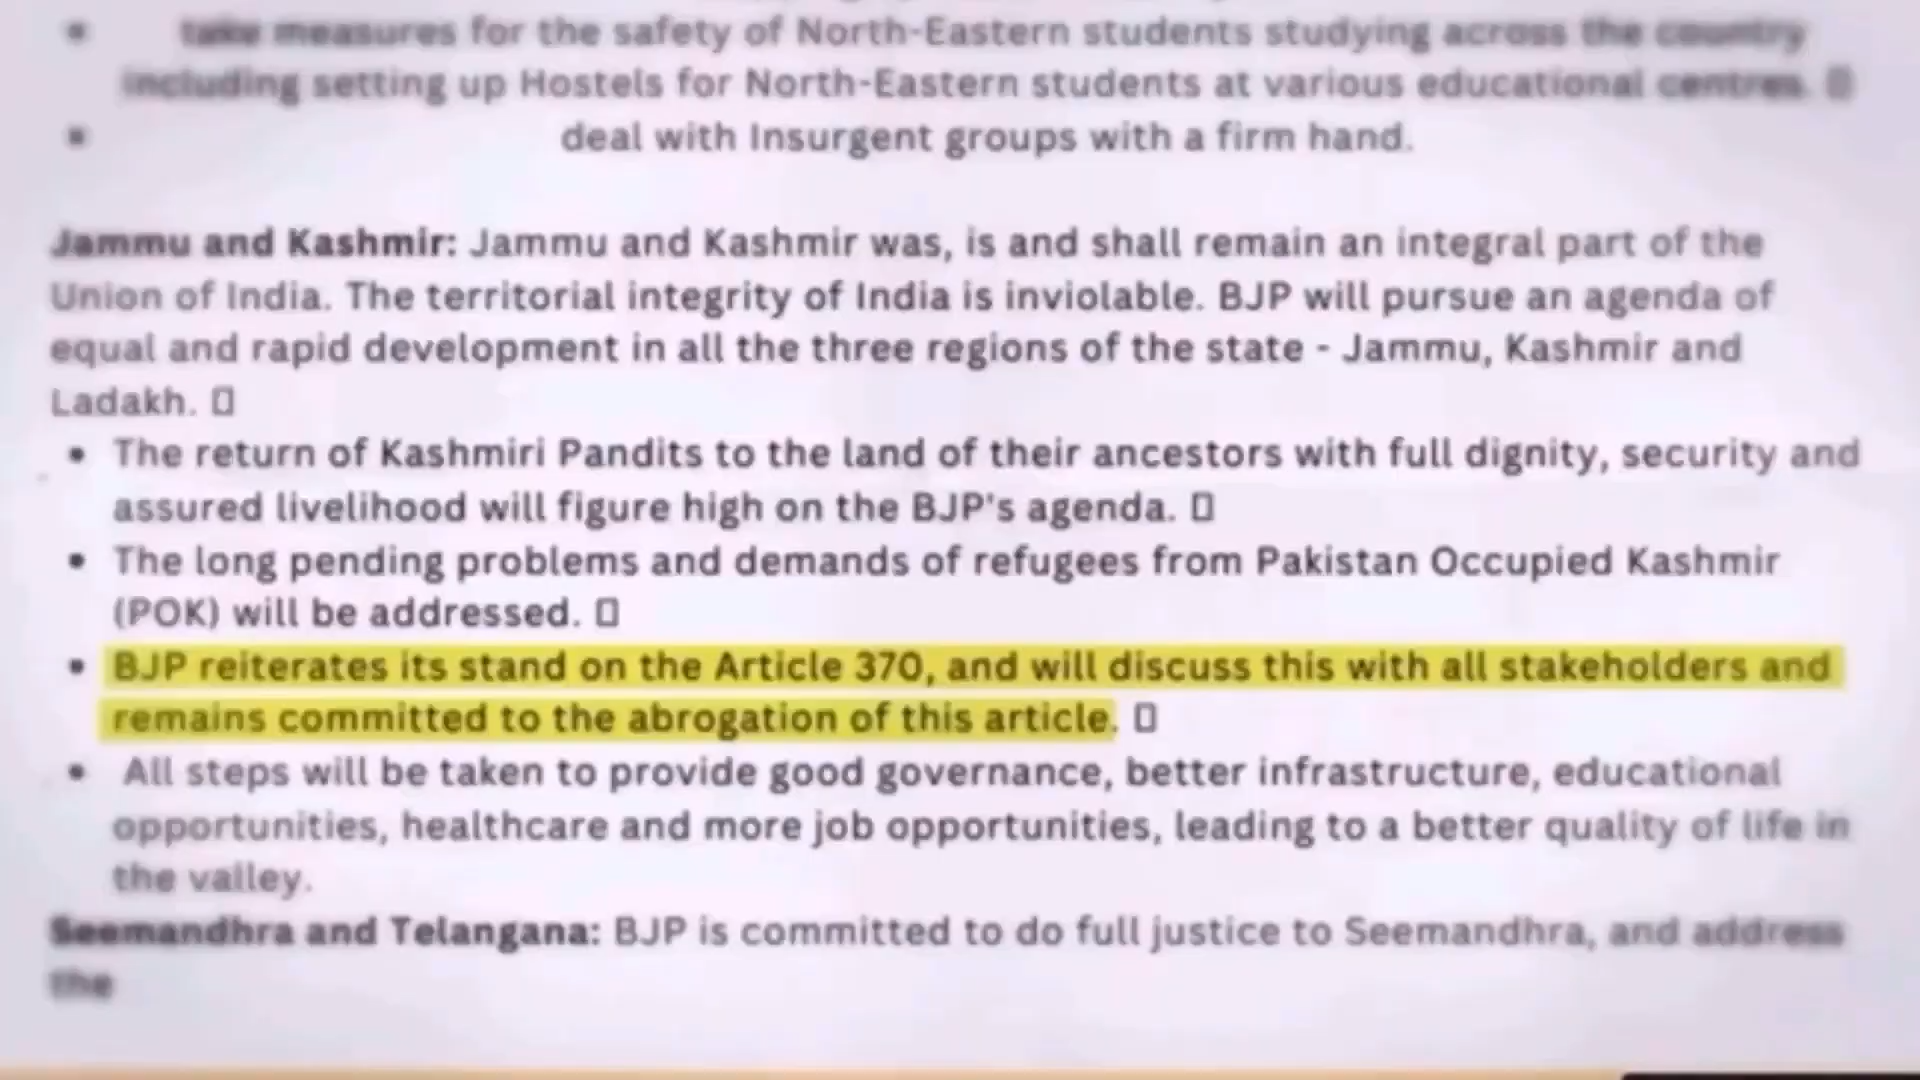 • take measures for the safety of North-Eastern students studying across the country
including setting up Hostels for North-Eastern students at various educational centres. ▯
• deal with Insurgent groups with a firm hand.
Jammu and Kashmir: Jammu and Kashmir was, is and shall remain an integral part of the
Union of India. The territorial integrity of India is inviolable. BJP will pursue an agenda of
equal and rapid development in all the three regions of the state - Jammu, Kashmir and
Ladakh. ▯
• The return of Kashmiri Pandits to the land of their ancestors with full dignity, security and
assured livelihood will figure high on the BJP's agenda. ▯
• The long pending problems and demands of refugees from Pakistan Occupied Kashmir
(POK) will be addressed. ▯
• BJP reiterates its stand on the Article 370, and will discuss this with all stakeholders and
remains committed to the abrogation of this article. ▯
• All steps will be taken to provide good governance, better infrastructure, educational
opportunities, healthcare and more job opportunities, leading to a better quality of life in
the valley.
Seemandhra and Telangana: BJP is committed to do full justice to Seemandhra, and address
the